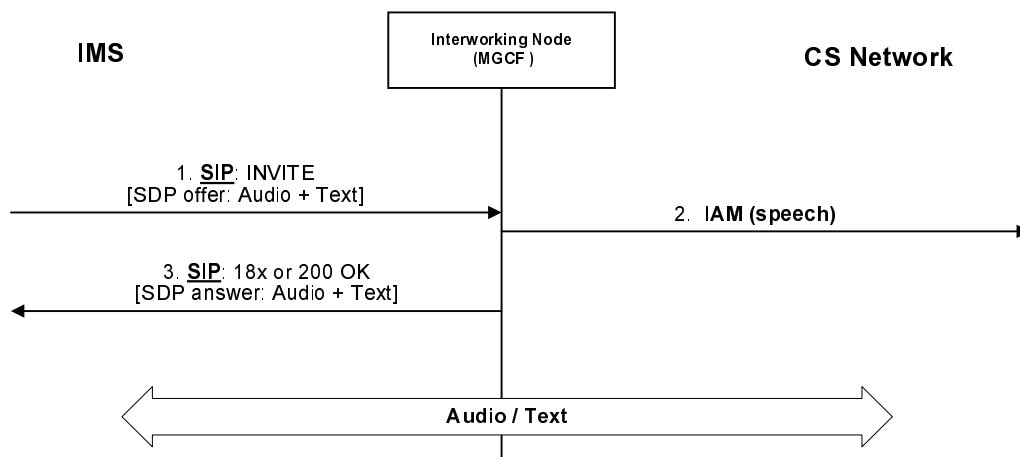 IMS
Interworking Node
(MGCF )
CS Network
1. SIP: INVITE
[SDP offer: Audio + Text]
2. IAM (speech)
3. SIP: 18x or 200 OK
[SDP answer: Audio + Text]
Audio / Text